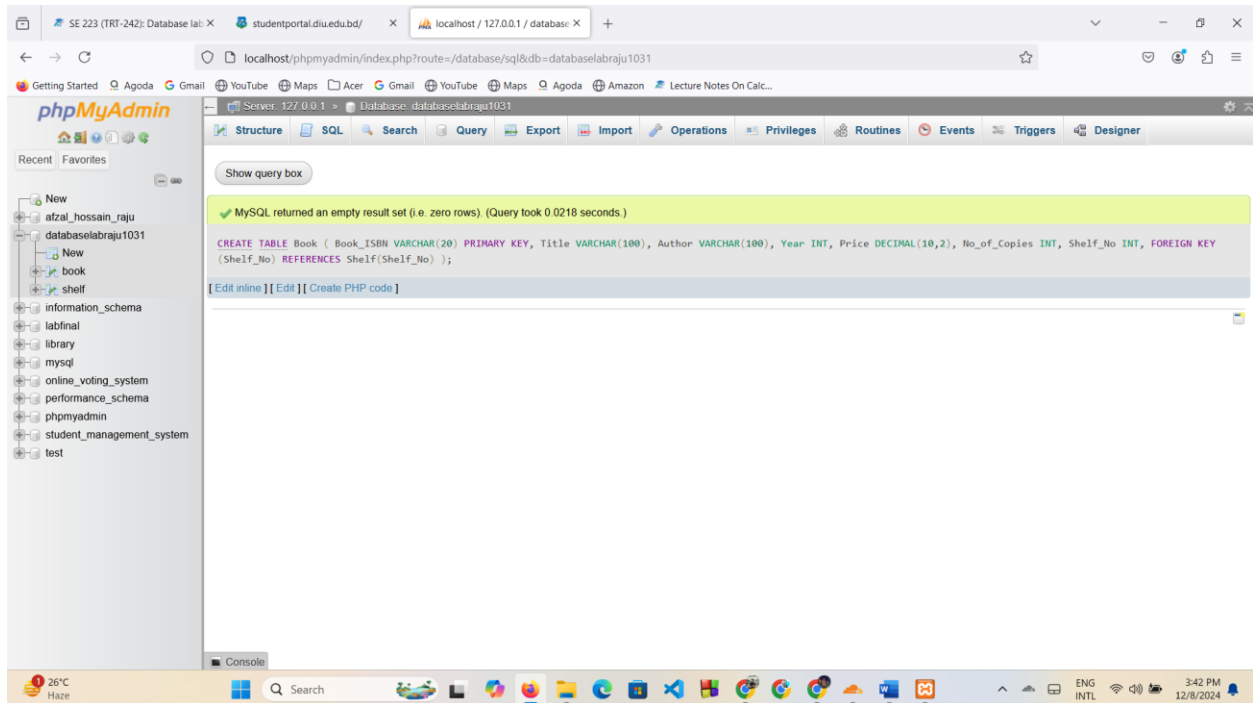 SE 223 (TRT-242): Database lab
studentportal.diu.edu.bd/
localhost / 127.0.0.1 / database
localhost/phpmyadmin/index.php?route=/database/sql&db=databaselabraju1031
Getting Started Agoda Gmail YouTube Maps Acer Gmail YouTube Maps Agoda Amazon Lecture Notes On Calc...
phpMyAdmin
Server: 127.0.0.1 » Database: databaselabraju1031
Structure SQL Search Query Export Import Operations Privileges Routines Events Triggers Designer
Recent Favorites
Show query box
New
afzal_hossain_raju
databaselabraju1031
New
book
shelf
information_schema
labfinal
library
mysql
online_voting_system
performance_schema
phpmyadmin
student_management_system
test
MySQL returned an empty result set (i.e. zero rows). (Query took 0.0218 seconds.)
CREATE TABLE Book ( Book_ISBN VARCHAR(20) PRIMARY KEY, Title VARCHAR(100), Author VARCHAR(100), Year INT, Price DECIMAL(10,2), No_of_Copies INT, Shelf_No INT, FOREIGN KEY
(Shelf_No) REFERENCES Shelf(Shelf_No) );
[ Edit inline ] [ Edit ] [ Create PHP code ]
Console
1
26°C
Haze
Search
ENG
INTL
3:42 PM
12/8/2024